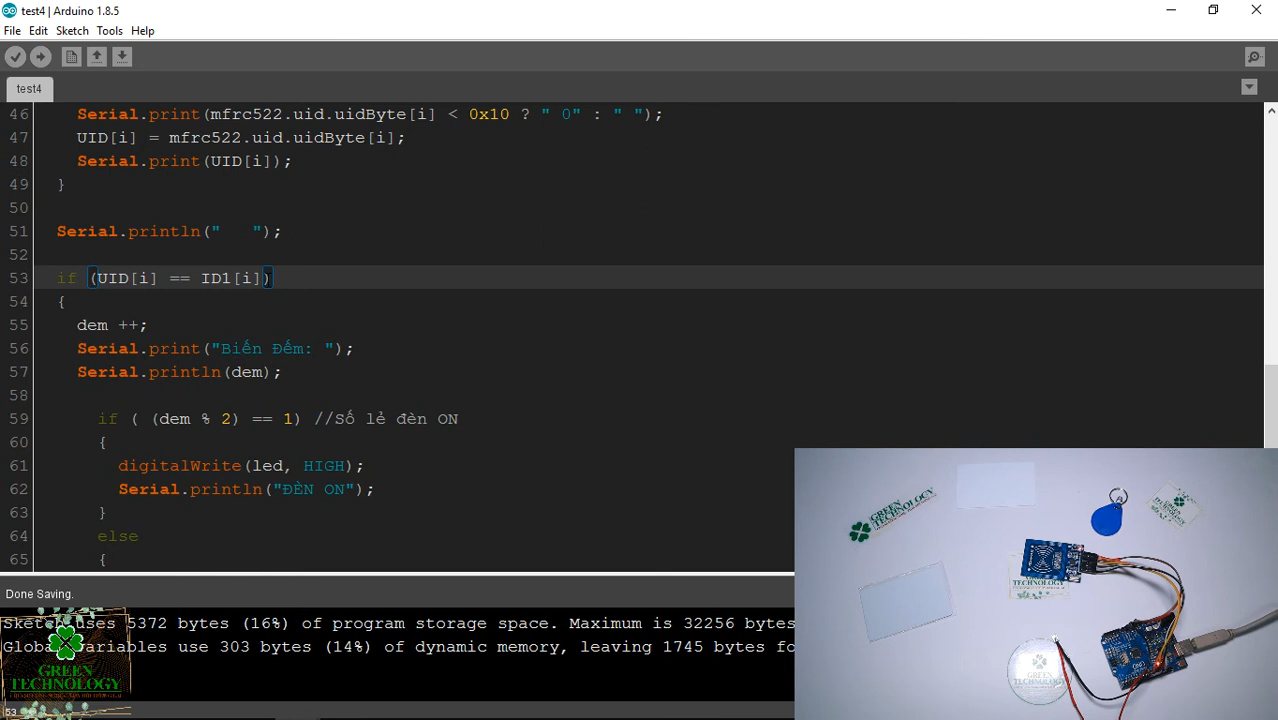 test4 | Arduino 1.8.5
File Edit Sketch Tools Help
test4
46 Serial.print(mfrc522.uid.uidByte[i] < 0x10 ? " 0" : " ");
47 UID[i] = mfrc522.uid.uidByte[i];
48 Serial.print(UID[i]);
49 }
50
51 Serial.println("   ");
52
53 if (UID[i] == ID1[i])
54 {
55 dem ++;
56 Serial.print("Biến Đếm: ");
57 Serial.println(dem);
58
59 if ( (dem % 2) == 1) //Số lẻ đèn ON
60 {
61 digitalWrite(led, HIGH);
62 Serial.println("ĐÈN ON");
63 }
64 else
65 {
GREEN TECHNOLOGY
Done Saving.
Sketch uses 5372 bytes (16%) of program storage space. Maximum is 32256 bytes
Global variables use 303 bytes (14%) of dynamic memory, leaving 1745 bytes fo
GREEN
TECHNOLOGY
53